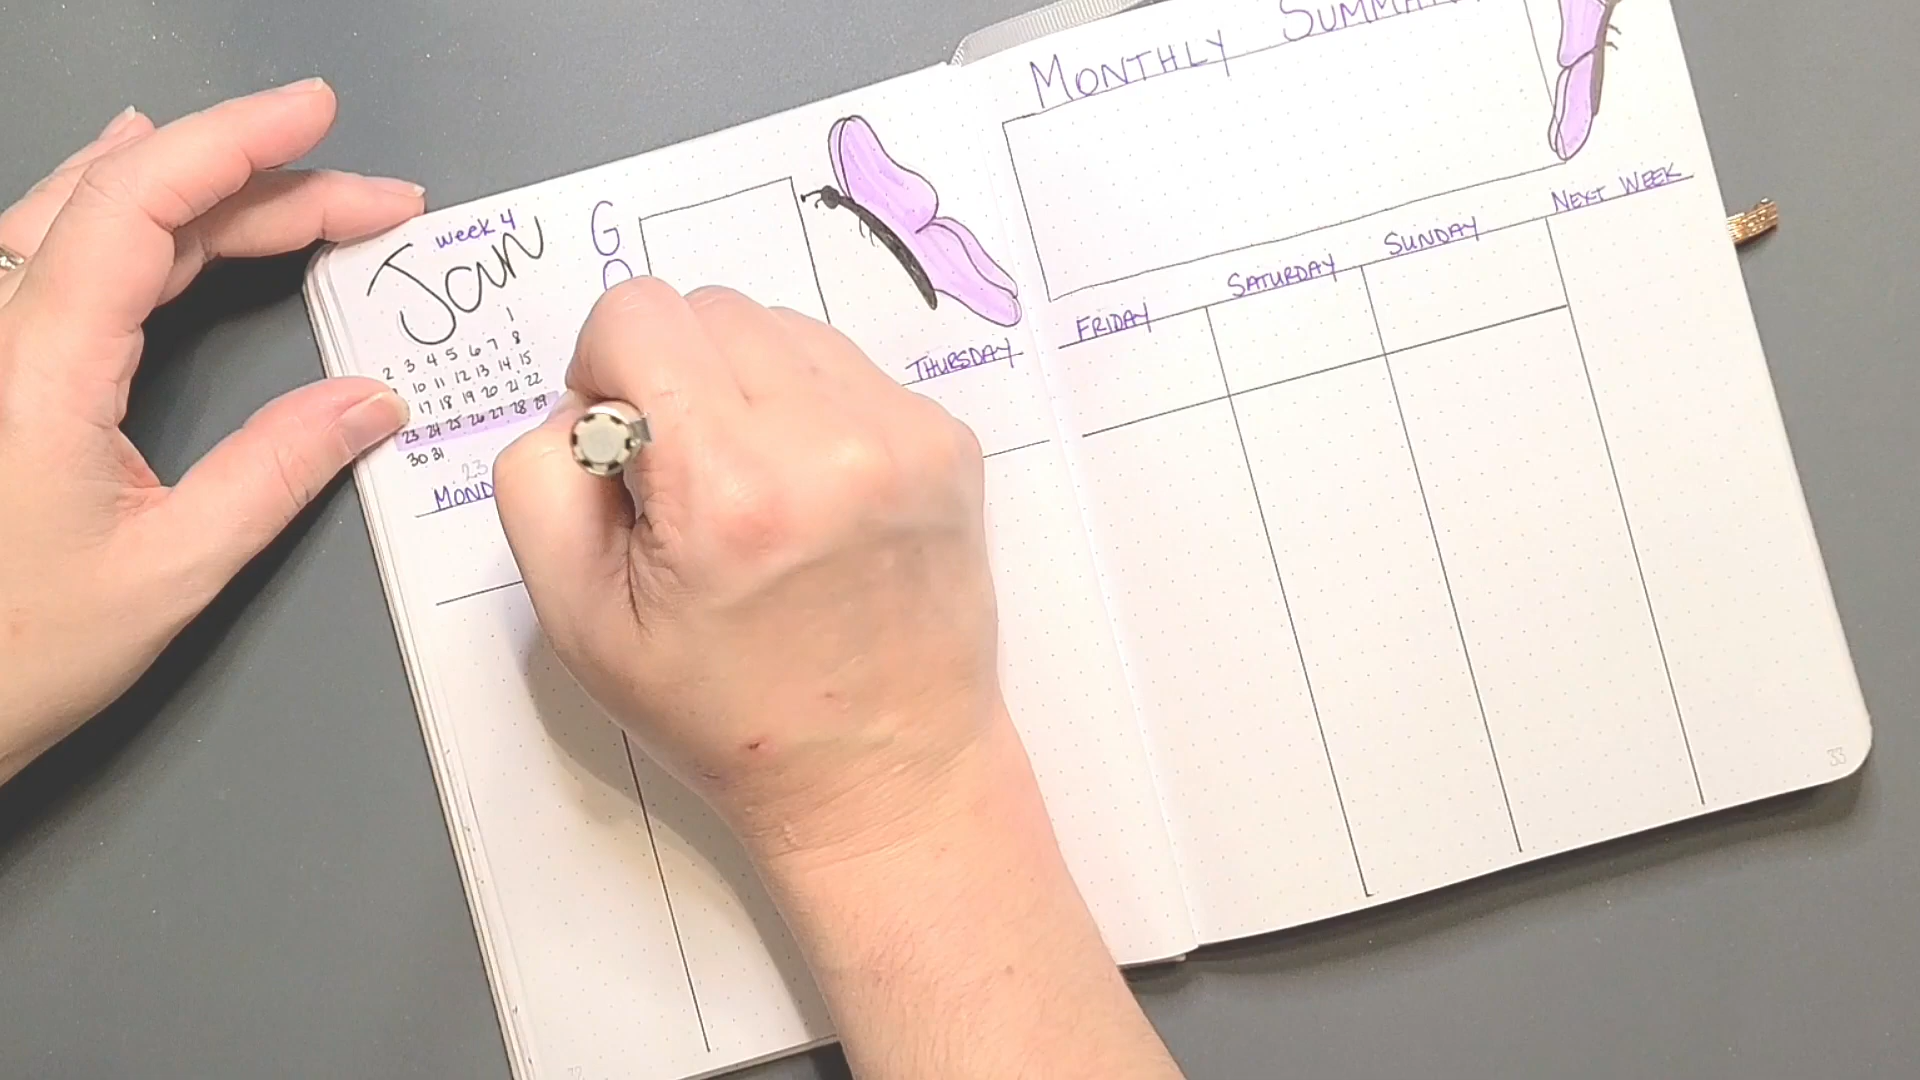 week 4
Jan
1
2 3 4 5 6 7 8
10 11 12 13 14 15
17 18 19 20 21 22
23 24 25 26 27 28 29
30 31
23
MOND
G
THURSDAY
MONTHLY SUMMA
FRIDAY
SATURDAY
SUNDAY
NEXT WEEK
33